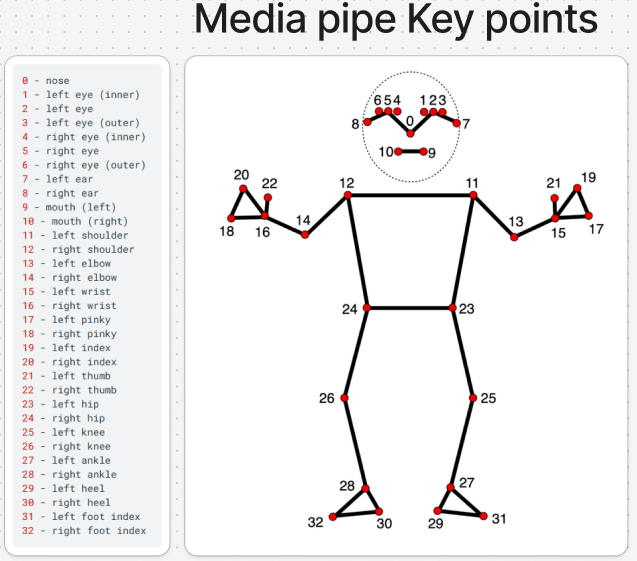 Media pipe Key points
0 - nose
1 - left eye (inner)
2 - left eye
3 - left eye (outer)
4 - right eye (inner)
5 - right eye
6 - right eye (outer)
7 - left ear
8 - right ear
9 - mouth (left)
10 - mouth (right)
11 - left shoulder
12 - right shoulder
13 - left elbow
14 - right elbow
15 - left wrist
16 - right wrist
17 - left pinky
18 - right pinky
19 - left index
20 - right index
21 - left thumb
22 - right thumb
23 - left hip
24 - right hip
25 - left knee
26 - right knee
27 - left ankle
28 - right ankle
29 - left heel
30 - right heel
31 - left foot index
32 - right foot index
6 5 4 1 2 3
8 0 7
10 9
20 22 12 11 21 19
18 16 14 13 15 17
24 23
26 25
28 27
32 30 29 31